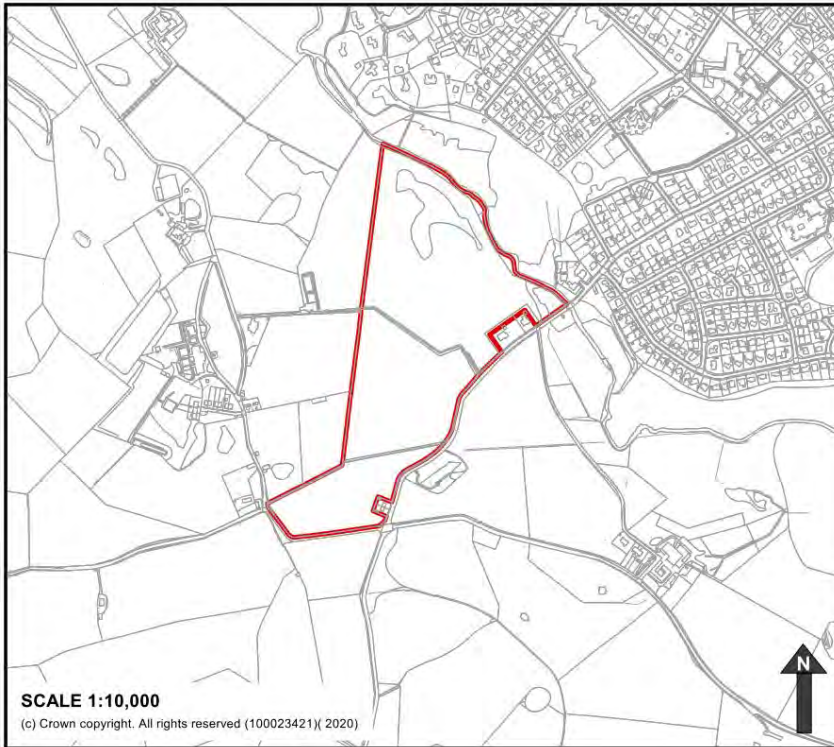 N
SCALE 1:10,000
(c) Crown copyright. All rights reserved (100023421)( 2020)